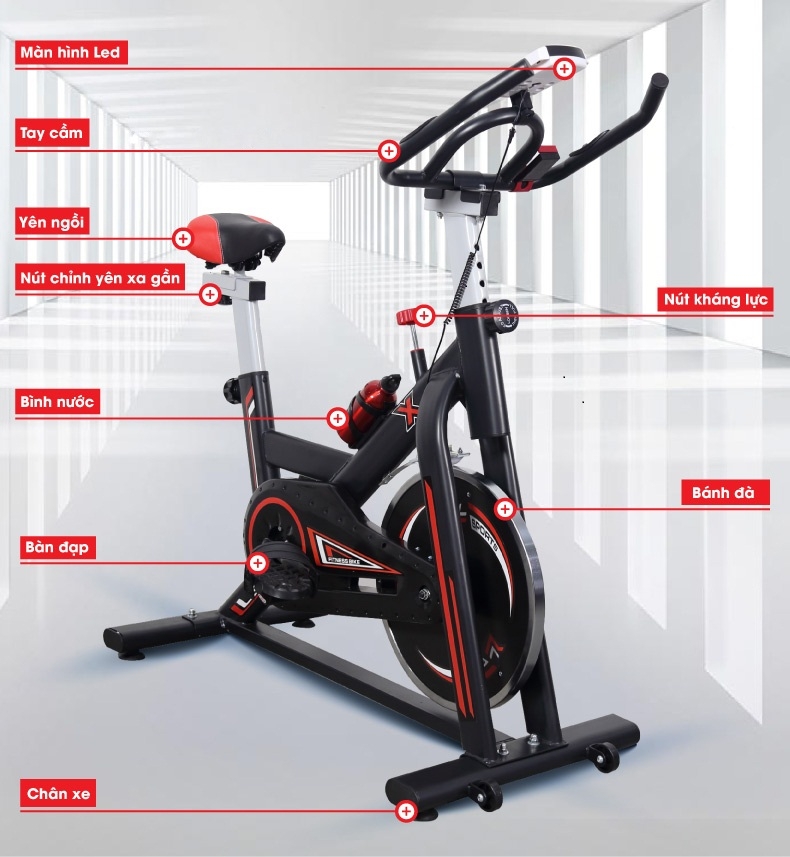 Màn hình Led
Tay cầm
Yên ngồi
Nút chỉnh yên xa gần
Nút kháng lực
Bình nước
X
Bánh đà
SPORTS
Bàn đạp
FITNESS BIKE
Chân xe